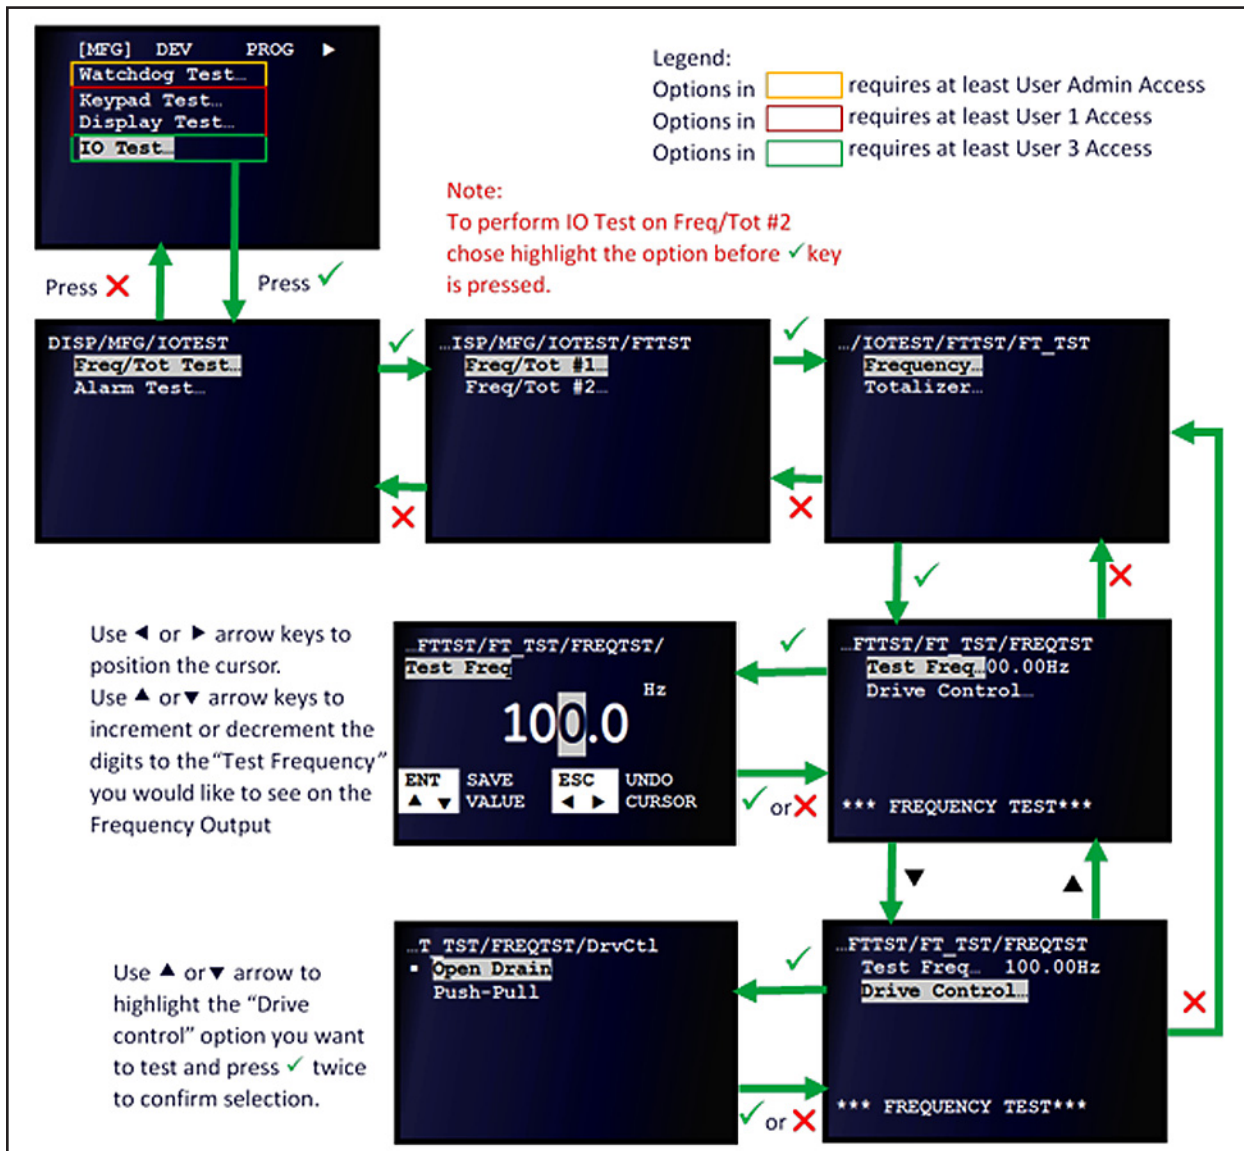 [MFG] DEV PROG ▶
Watchdog Test…
Keypad Test…
Display Test…
IO Test…
Legend:
Options in requires at least User Admin Access
Options in requires at least User 1 Access
Options in requires at least User 3 Access
Note:
To perform IO Test on Freq/Tot #2
chose highlight the option before ✓ key
is pressed.
Press ✕
Press ✓
DISP/MFG/IOTEST
Freq/Tot Test…
Alarm Test…
✓
✕
…ISP/MFG/IOTEST/FTTST
Freq/Tot #1…
Freq/Tot #2…
✓
✕
…/IOTEST/FTTST/FT_TST
Frequency…
Totalizer…
✓
✕
Use ◀ or ▶ arrow keys to
position the cursor.
Use ▲ or ▼ arrow keys to
increment or decrement the
digits to the "Test Frequency"
you would like to see on the
Frequency Output
…FTTST/FT_TST/FREQTST/
Test Freq
Hz
100.0
ENT SAVE ESC UNDO
▲ ▼ VALUE ◀ ▶ CURSOR
✓
✓ or ✕
…FTTST/FT_TST/FREQTST
Test Freq…00.00Hz
Drive Control…
*** FREQUENCY TEST***
▼
▲
Use ▲ or ▼ arrow to
highlight the "Drive
control" option you want
to test and press ✓ twice
to confirm selection.
…T_TST/FREQTST/DrvCtl
▪ Open Drain
Push-Pull
✓
✓ or ✕
…FTTST/FT_TST/FREQTST
Test Freq… 100.00Hz
Drive Control…
*** FREQUENCY TEST***
✕